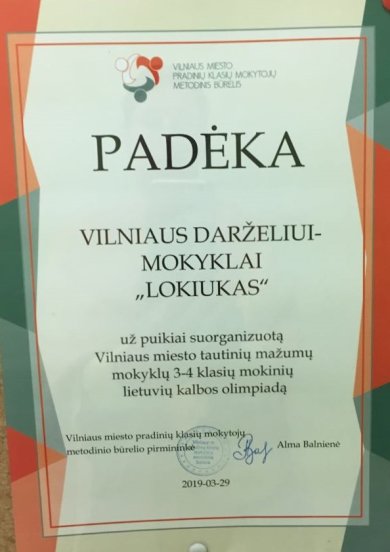 VILNIAUS MIESTO
PRADINIŲ KLASIŲ MOKYTOJŲ
METODINIS BŪRELIS
PADĖKA
VILNIAUS DARŽELIUI-
MOKYKLAI
„LOKIUKAS“
už puikiai suorganizuotą
Vilniaus miesto tautinių mažumų
mokyklų 3-4 klasių mokinių
lietuvių kalbos olimpiadą
Vilniaus miesto pradinių klasių mokytojų
metodinio būrelio pirmininkė
Alma Balnienė
2019-03-29